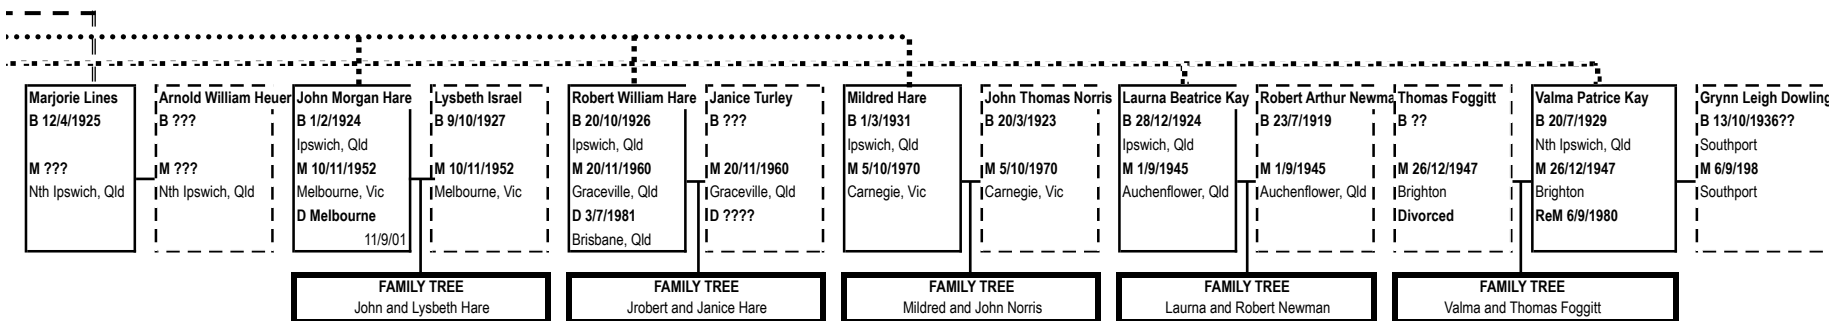 Marjorie Lines
B 12/4/1925
M ???
Nth Ipswich, Qld
Arnold William Heuer
B ???
M ???
Nth Ipswich, Qld
John Morgan Hare
B 1/2/1924
Ipswich, Qld
M 10/11/1952
Melbourne, Vic
D Melbourne
11/9/01
Lysbeth Israel
B 9/10/1927
M 10/11/1952
Melbourne, Vic
FAMILY TREE
John and Lysbeth Hare
Robert William Hare
B 20/10/1926
Ipswich, Qld
M 20/11/1960
Graceville, Qld
D 3/7/1981
Brisbane, Qld
Janice Turley
B ???
M 20/11/1960
Graceville, Qld
D ????
FAMILY TREE
Jrobert and Janice Hare
Mildred Hare
B 1/3/1931
Ipswich, Qld
M 5/10/1970
Carnegie, Vic
John Thomas Norris
B 20/3/1923
M 5/10/1970
Carnegie, Vic
FAMILY TREE
Mildred and John Norris
Laurna Beatrice Kay
B 28/12/1924
Ipswich, Qld
M 1/9/1945
Auchenflower, Qld
Robert Arthur Newma
B 23/7/1919
M 1/9/1945
Auchenflower, Qld
FAMILY TREE
Laurna and Robert Newman
Thomas Foggitt
B ??
M 26/12/1947
Brighton
Divorced
Valma Patrice Kay
B 20/7/1929
Nth Ipswich, Qld
M 26/12/1947
Brighton
ReM 6/9/1980
FAMILY TREE
Valma and Thomas Foggitt
Grynn Leigh Dowling
B 13/10/1936??
Southport
M 6/9/198
Southport